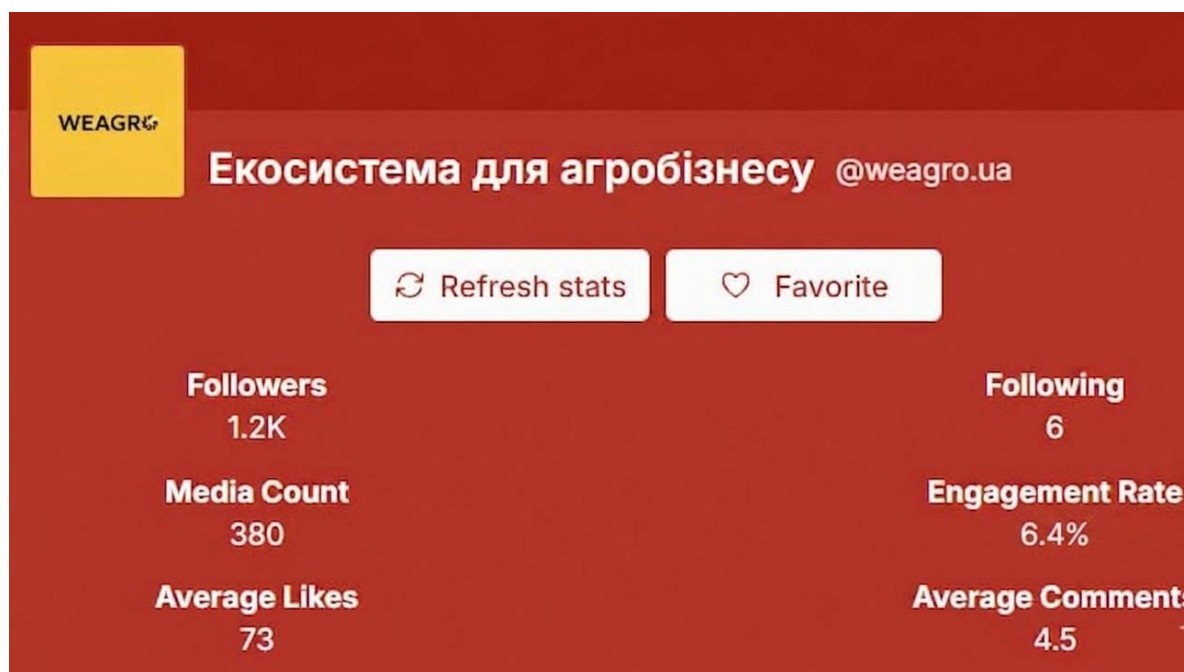 WEAGRO
Екосистема для агробізнесу @weagro.ua
Refresh stats Favorite
Followers Following
1.2K 6
Media Count Engagement Rate
380 6.4%
Average Likes Average Comments
73 4.5